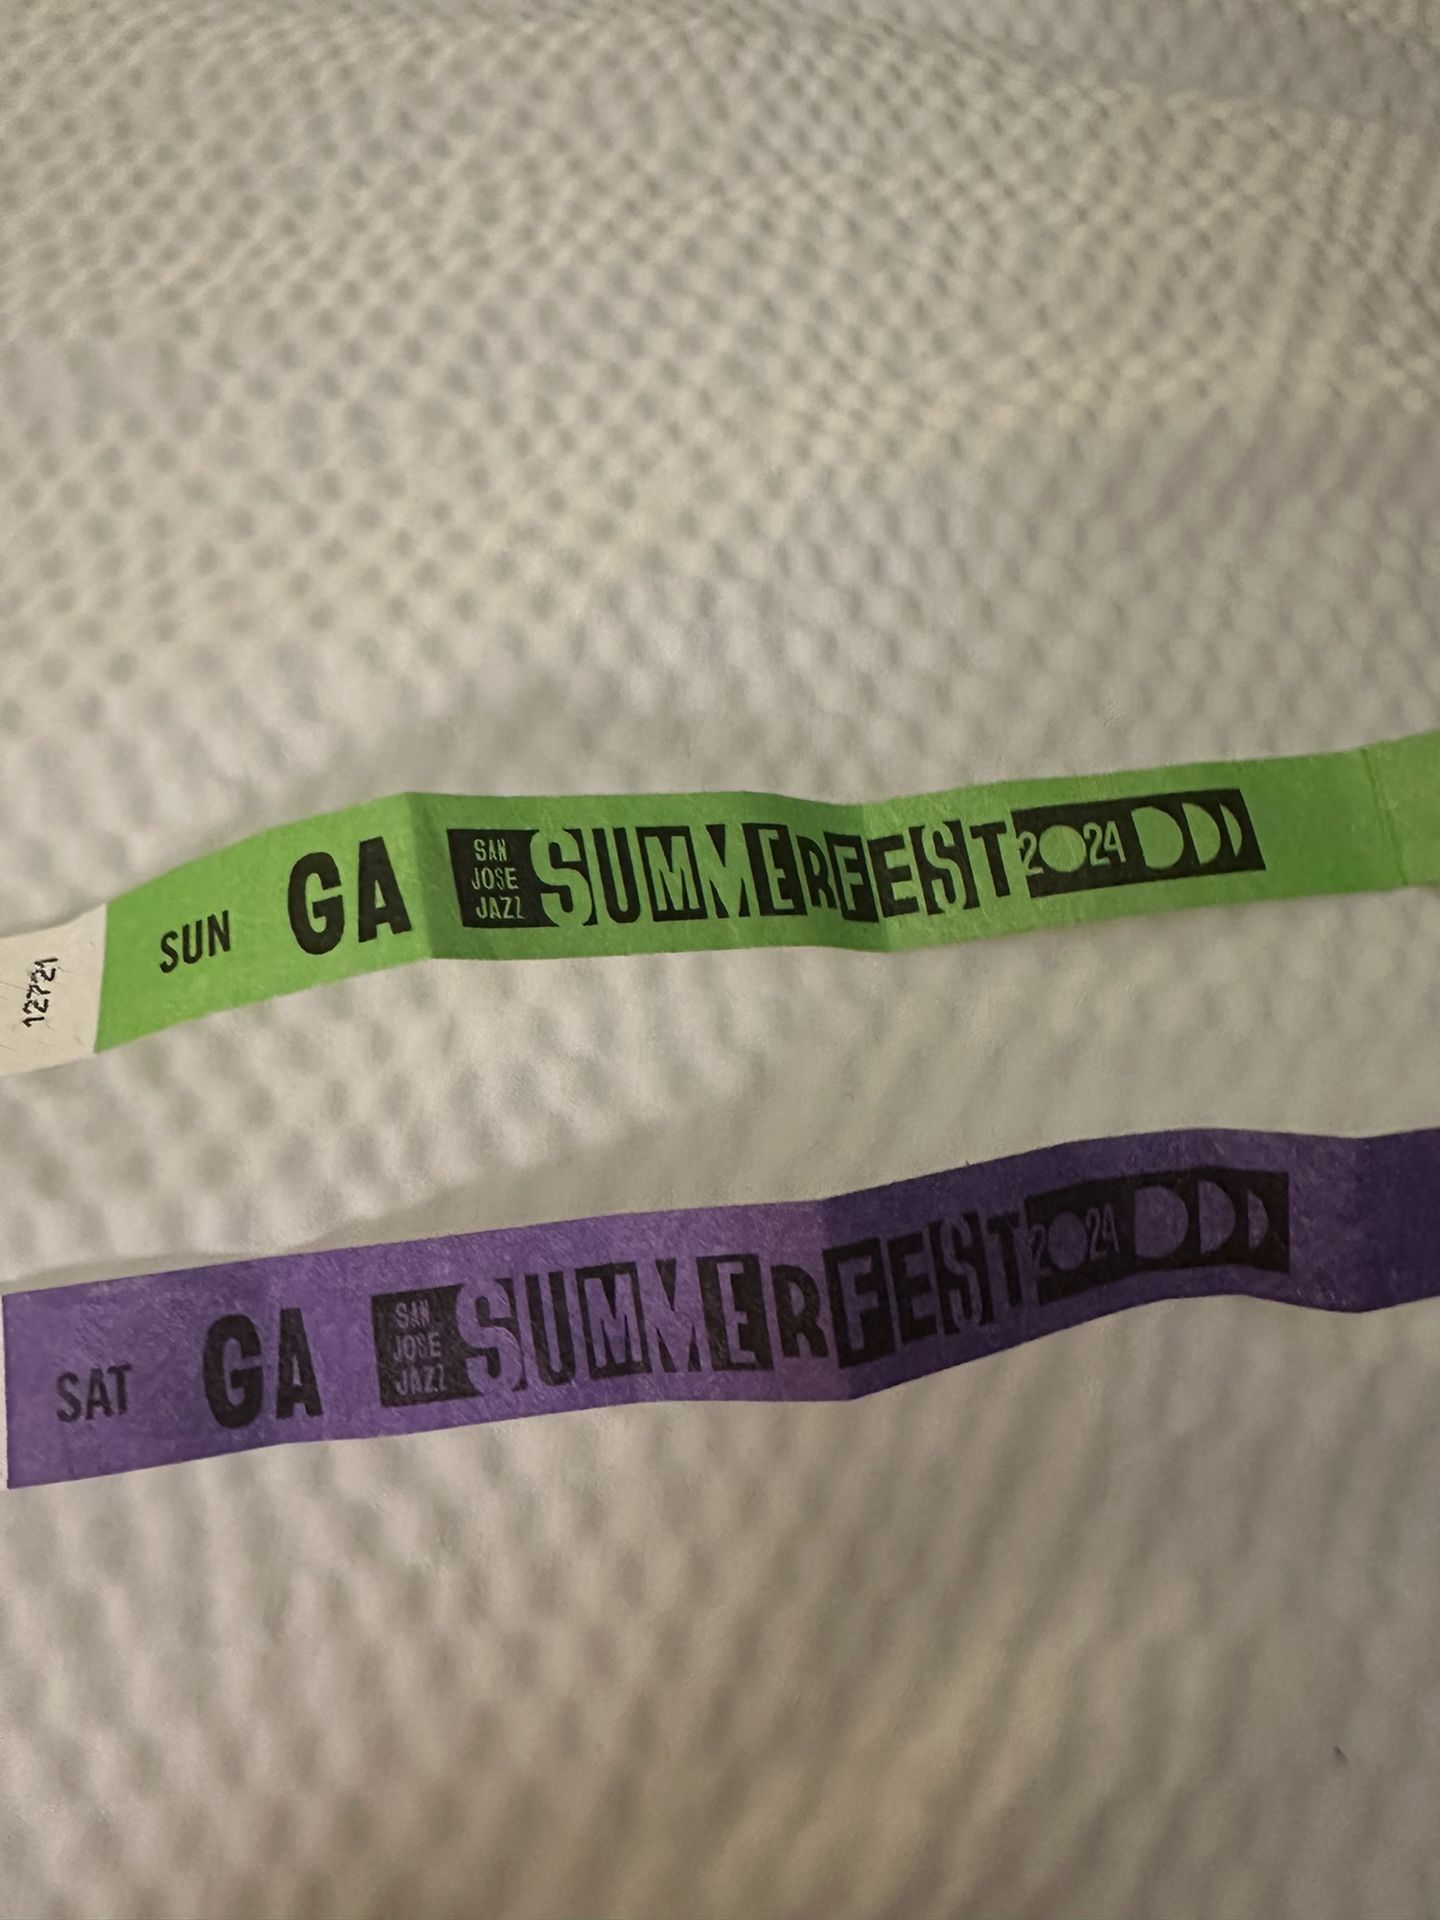 12721
SUN GA SAN JOSE JAZZ SUMMERFEST 2024
SAT GA SAN JOSE JAZZ SUMMERFEST 2024